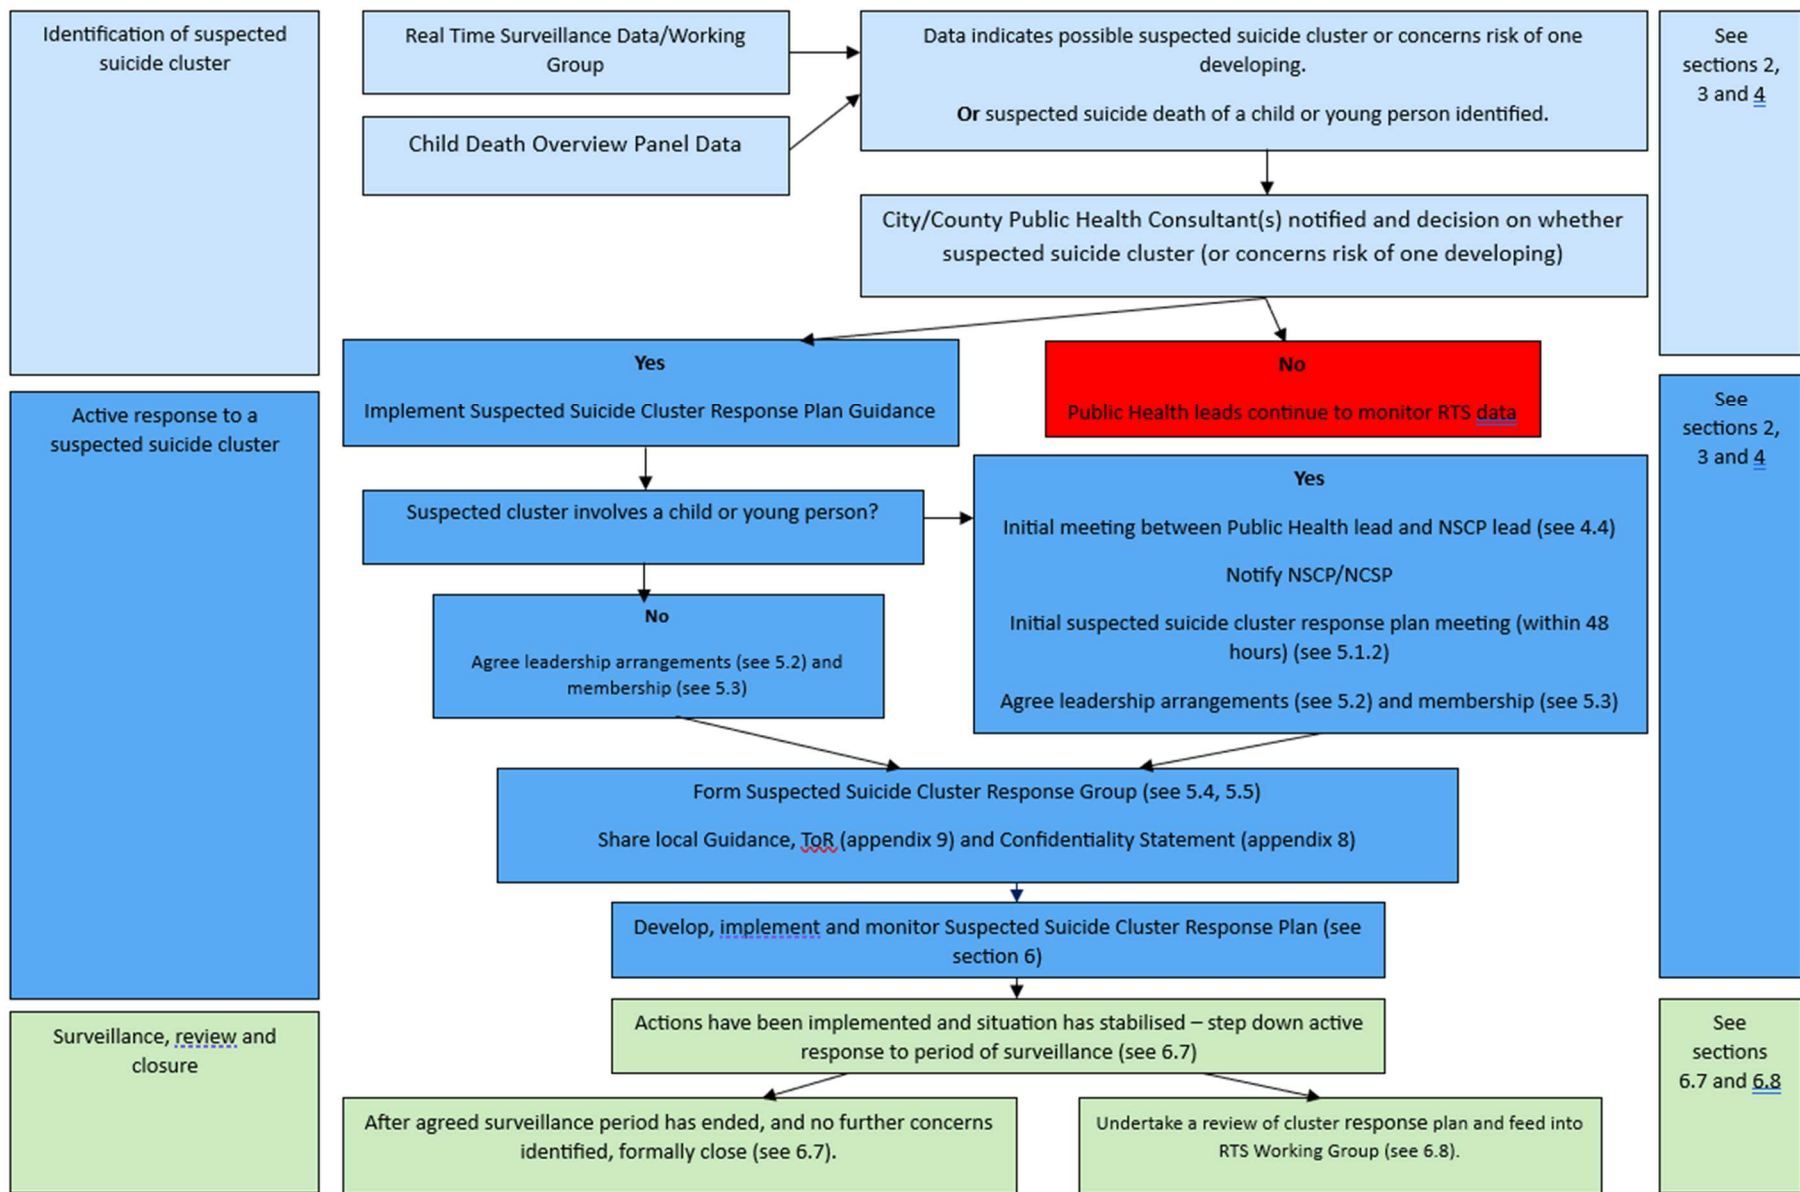 Identification of suspected
suicide cluster
Real Time Surveillance Data/Working
Group
Child Death Overview Panel Data
Data indicates possible suspected suicide cluster or concerns risk of one
developing.
Or suspected suicide death of a child or young person identified.
See
sections 2,
3 and 4
City/County Public Health Consultant(s) notified and decision on whether
suspected suicide cluster (or concerns risk of one developing)
Yes
Implement Suspected Suicide Cluster Response Plan Guidance
No
Public Health leads continue to monitor RTS data
Active response to a
suspected suicide cluster
See
sections 2,
3 and 4
Suspected cluster involves a child or young person?
Yes
Initial meeting between Public Health lead and NSCP lead (see 4.4)
Notify NSCP/NCSP
Initial suspected suicide cluster response plan meeting (within 48
hours) (see 5.1.2)
Agree leadership arrangements (see 5.2) and membership (see 5.3)
No
Agree leadership arrangements (see 5.2) and
membership (see 5.3)
Form Suspected Suicide Cluster Response Group (see 5.4, 5.5)
Share local Guidance, ToR (appendix 9) and Confidentiality Statement (appendix 8)
Develop, implement and monitor Suspected Suicide Cluster Response Plan (see
section 6)
Surveillance, review and
closure
Actions have been implemented and situation has stabilised – step down active
response to period of surveillance (see 6.7)
See
sections
6.7 and 6.8
After agreed surveillance period has ended, and no further concerns
identified, formally close (see 6.7).
Undertake a review of cluster response plan and feed into
RTS Working Group (see 6.8).